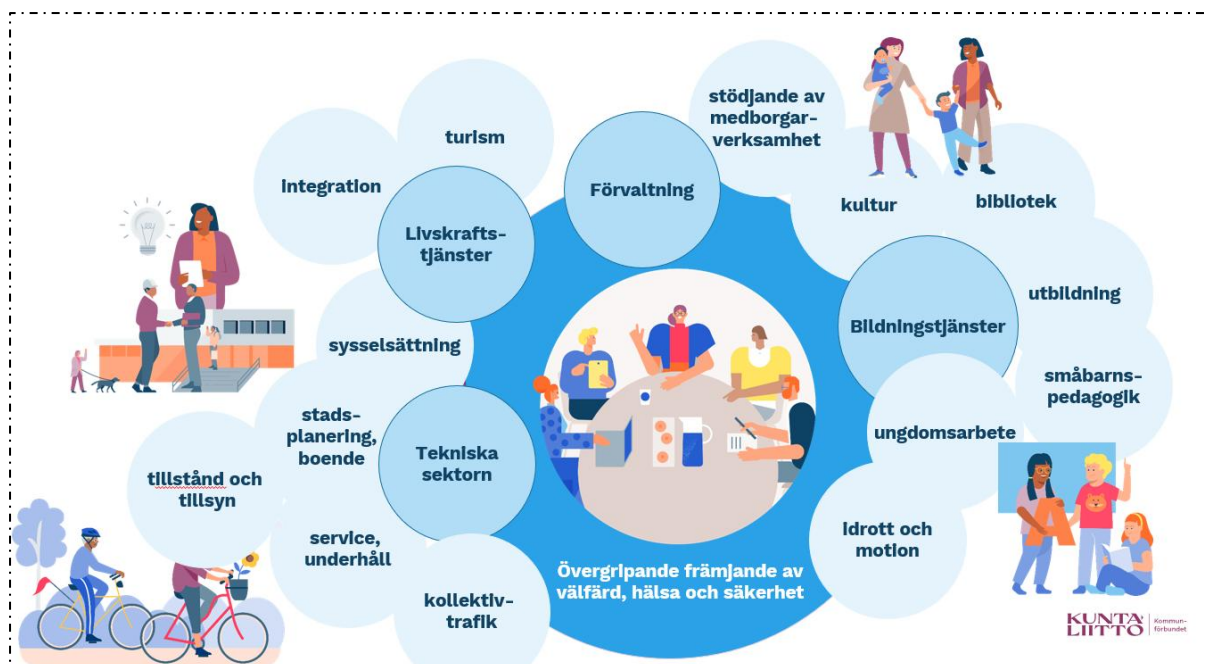 stödjande av
medborgar-
verksamhet
turism
integration
Förvaltning
kultur
bibliotek
Livskrafts-
tjänster
utbildning
Bildningstjänster
sysselsättning
småbarns-
pedagogik
stads-
planering,
boende
ungdomsarbete
Tekniska
sektorn
tillstånd och
tillsyn
idrott och
motion
service,
underhåll
Övergripande främjande av
välfärd, hälsa och säkerhet
kollektiv-
trafik
A
KUNTA
LIITTO
Kommun-
förbundet